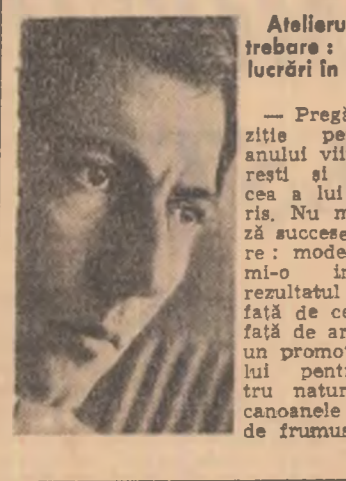 Atelieru
trebare :
lucrări în
— Pregă
ziție pe
anului vii
rești și
cea a lui
ris. Nu m
ză succese
re : mode
mi-o in
rezultatul
față de ce
față de ar
un promo
lui pent
tru natur
canoanele
de frumus